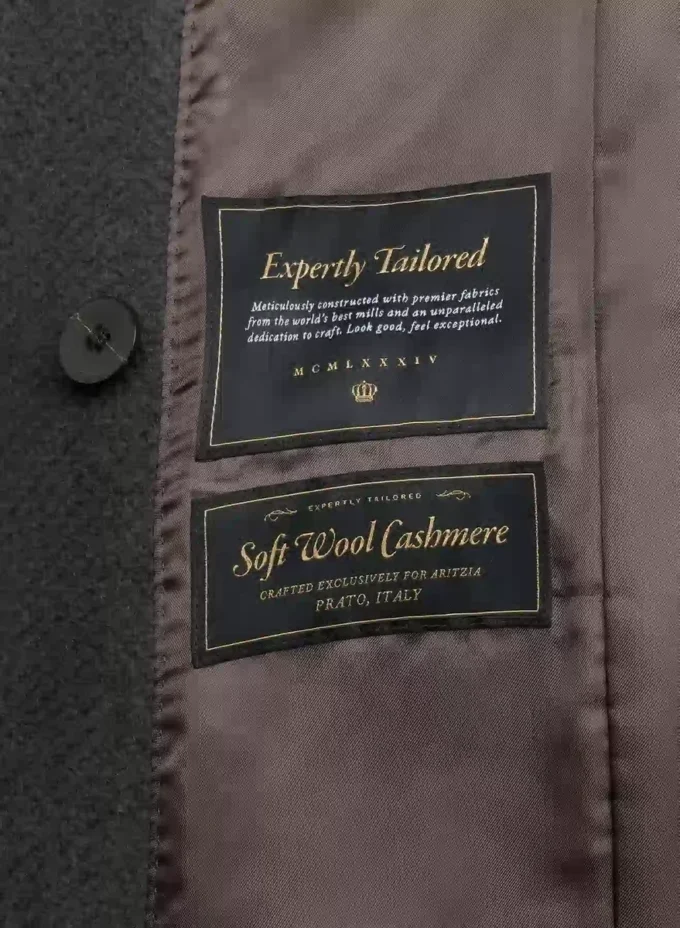 Expertly Tailored
Meticulously constructed with premier fabrics
from the world's best mills and an unparalleled
dedication to craft. Look good, feel exceptional.
MCMLXXXIV
EXPERTLY TAILORED
Soft Wool Cashmere
CRAFTED EXCLUSIVELY FOR ARITZIA
PRATO, ITALY